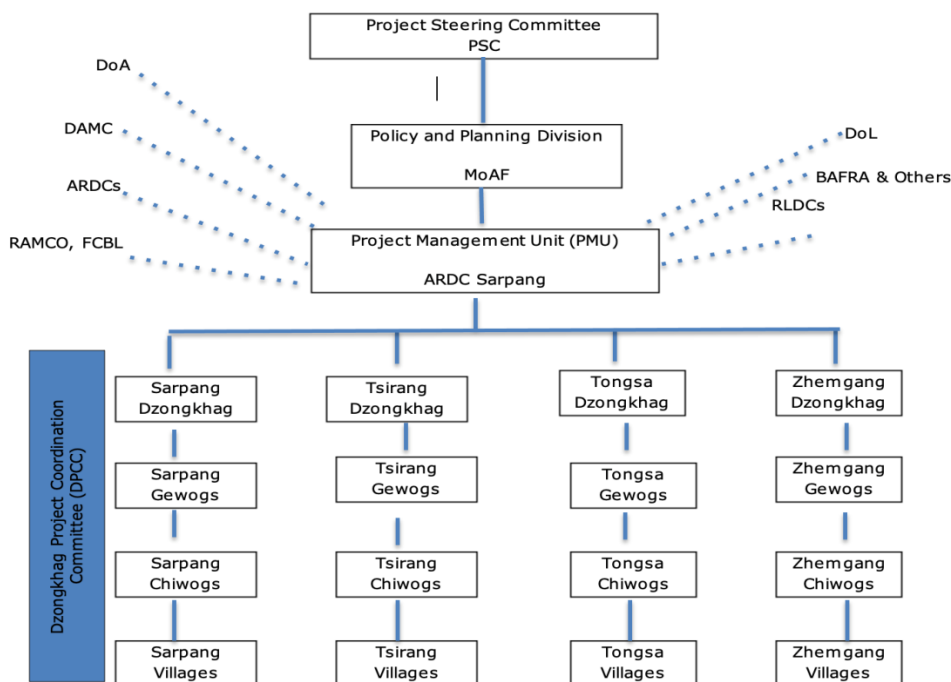 Project Steering Committee
PSC
DoA
DAMC
ARDCs
RAMCO, FCBL
Policy and Planning Division
MoAF
DoL
BAFRA & Others
RLDCs
Project Management Unit (PMU)
ARDC Sarpang
Dzongkhag Project Coordination
Committee (DPCC)
Sarpang
Dzongkhag
Tsirang
Dzongkhag
Tongsa
Dzongkhag
Zhemgang
Dzongkhag
Sarpang
Gewogs
Tsirang
Gewogs
Tongsa
Gewogs
Zhemgang
Gewogs
Sarpang
Chiwogs
Tsirang
Chiwogs
Tongsa
Chiwogs
Zhemgang
Chiwogs
Sarpang
Villages
Tsirang
Villages
Tongsa
Villages
Zhemgang
Villages